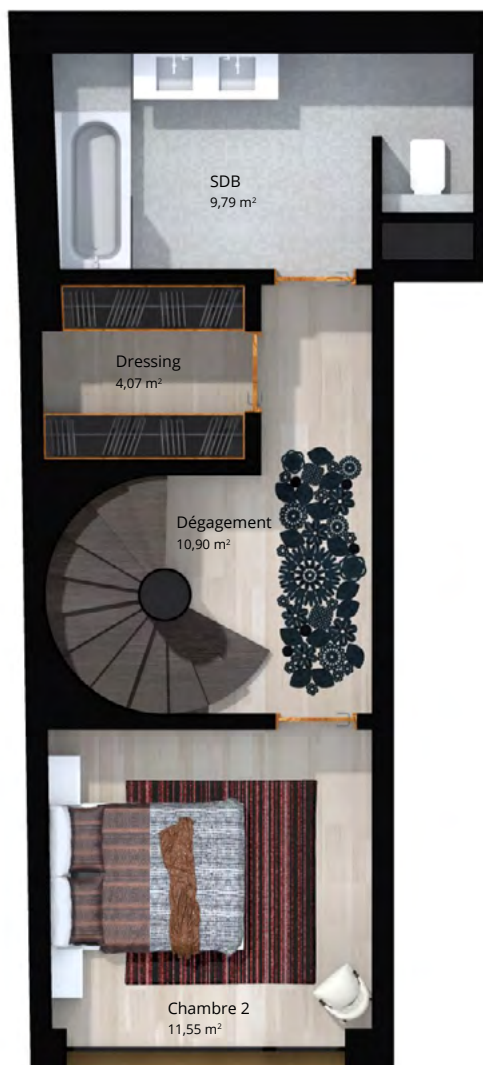 SDB
9,79 m²
Dressing
4,07 m²
Dégagement
10,90 m²
Chambre 2
11,55 m²